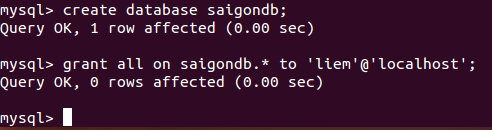 mysql> create database saigondb;
Query OK, 1 row affected (0.00 sec)
mysql> grant all on saigondb.* to 'liem'@'localhost';
Query OK, 0 rows affected (0.00 sec)
mysql>